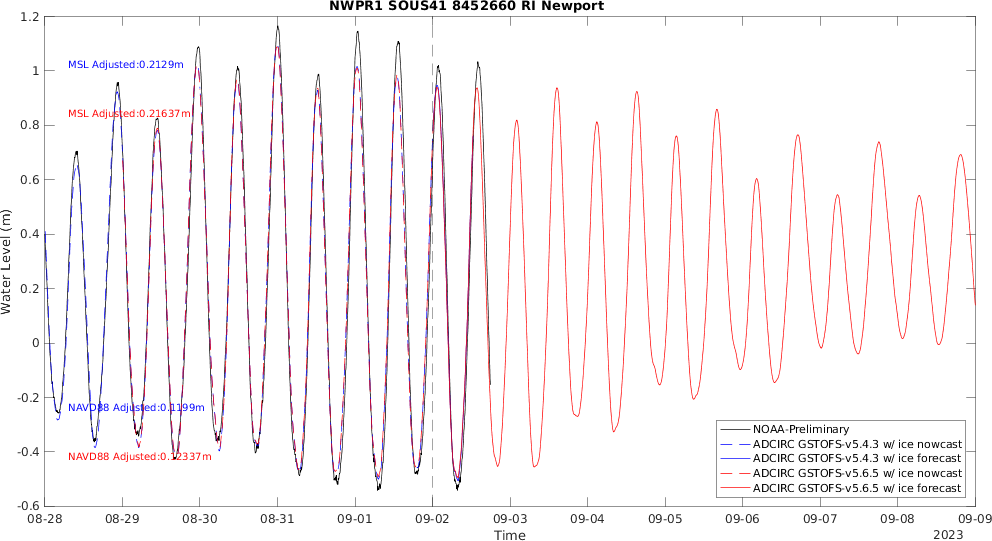 NWPR1 SOUS41 8452660 RI Newport
1.2
1
0.8
0.6
0.4
0.2
0
-0.2
-0.4
-0.6
Water Level (m)
MSL Adjusted:0.2129m
MSL Adjusted:0.21637m
NAVD88 Adjusted:0.1199m
NAVD88 Adjusted:0.12337m
NOAA-Preliminary
ADCIRC GSTOFS-v5.4.3 w/ ice nowcast
ADCIRC GSTOFS-v5.4.3 w/ ice forecast
ADCIRC GSTOFS-v5.6.5 w/ ice nowcast
ADCIRC GSTOFS-v5.6.5 w/ ice forecast
08-28 08-29 08-30 08-31 09-01 09-02 09-03 09-04 09-05 09-06 09-07 09-08 09-09
Time
2023